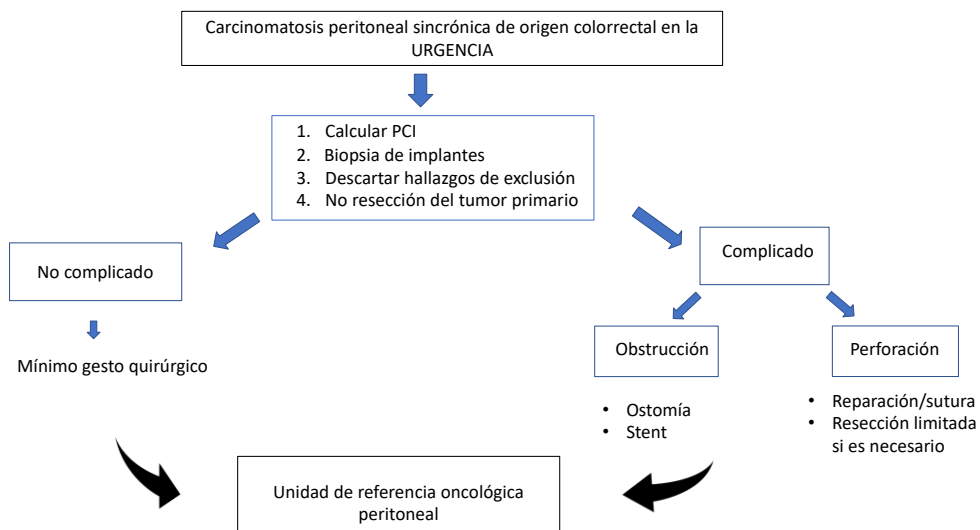 Carcinomatosis peritoneal sincrónica de origen colorrectal en la
URGENCIA
1. Calcular PCI
2. Biopsia de implantes
3. Descartar hallazgos de exclusión
4. No resección del tumor primario
No complicado
Mínimo gesto quirúrgico
Complicado
Obstrucción
• Ostomía
• Stent
Perforación
• Reparación/sutura
• Resección limitada
si es necesario
Unidad de referencia oncológica
peritoneal